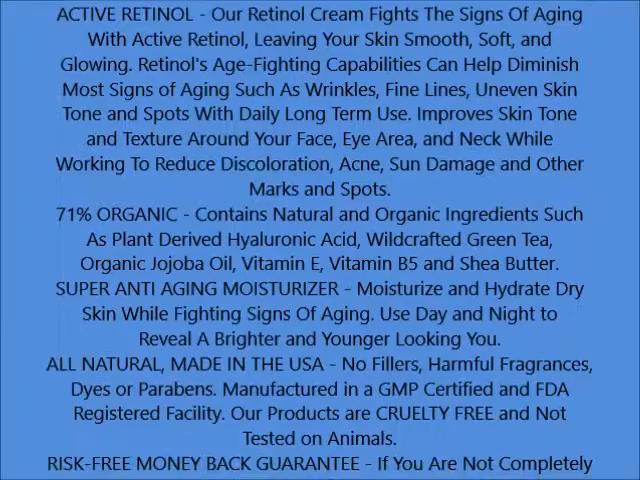 ACTIVE RETINOL - Our Retinol Cream Fights The Signs Of Aging
With Active Retinol, Leaving Your Skin Smooth, Soft, and
Glowing. Retinol's Age-Fighting Capabilities Can Help Diminish
Most Signs of Aging Such As Wrinkles, Fine Lines, Uneven Skin
Tone and Spots With Daily Long Term Use. Improves Skin Tone
and Texture Around Your Face, Eye Area, and Neck While
Working To Reduce Discoloration, Acne, Sun Damage and Other
Marks and Spots.
71% ORGANIC - Contains Natural and Organic Ingredients Such
As Plant Derived Hyaluronic Acid, Wildcrafted Green Tea,
Organic Jojoba Oil, Vitamin E, Vitamin B5 and Shea Butter.
SUPER ANTI AGING MOISTURIZER - Moisturize and Hydrate Dry
Skin While Fighting Signs Of Aging. Use Day and Night to
Reveal A Brighter and Younger Looking You.
ALL NATURAL, MADE IN THE USA - No Fillers, Harmful Fragrances,
Dyes or Parabens. Manufactured in a GMP Certified and FDA
Registered Facility. Our Products are CRUELTY FREE and Not
Tested on Animals.
RISK-FREE MONEY BACK GUARANTEE - If You Are Not Completely